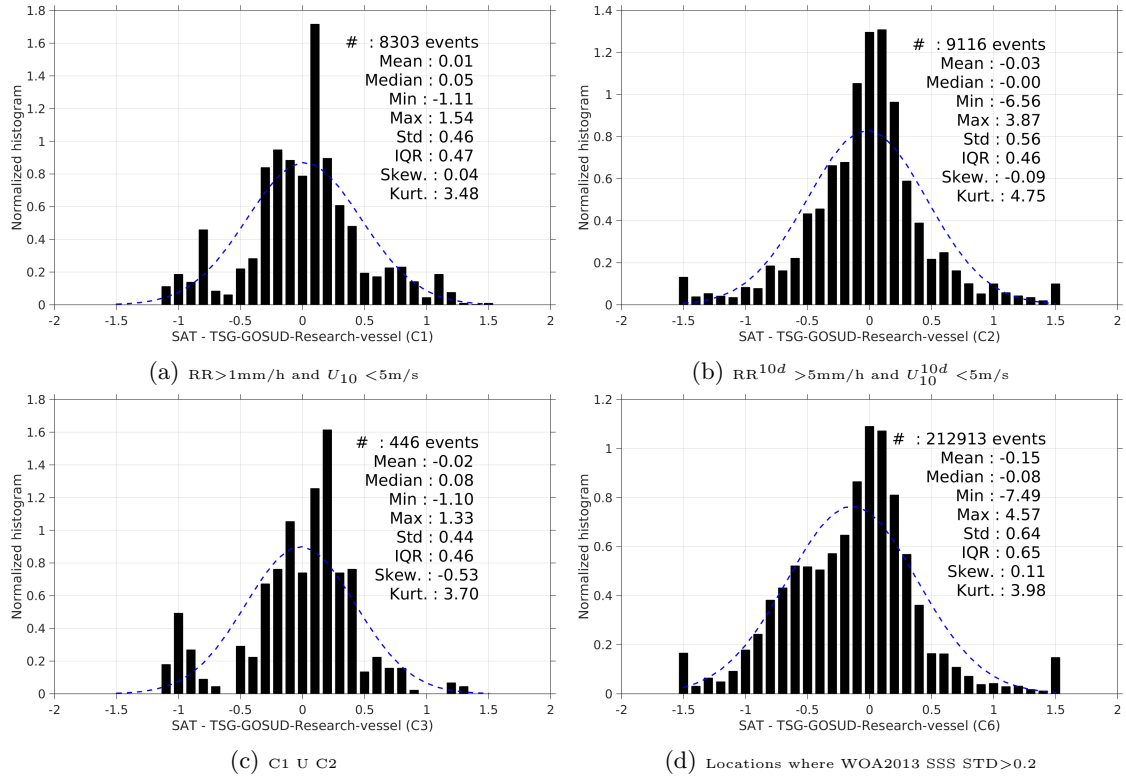 1.8
1.6
1.4
1.2
1
0.8
0.6
0.4
0.2
0
Normalized histogram
# : 8303 events
Mean : 0.01
Median : 0.05
Min : -1.11
Max : 1.54
Std : 0.46
IQR : 0.47
Skew. : 0.04
Kurt. : 3.48
-2 -1.5 -1 -0.5 0 0.5 1 1.5 2
SAT - TSG-GOSUD-Research-vessel (C1)
(a) RR>1mm/h and U10 <5m/s
1.4
1.2
1
0.8
0.6
0.4
0.2
0
Normalized histogram
# : 9116 events
Mean : -0.03
Median : -0.00
Min : -6.56
Max : 3.87
Std : 0.56
IQR : 0.46
Skew. : -0.09
Kurt. : 4.75
-2 -1.5 -1 -0.5 0 0.5 1 1.5 2
SAT - TSG-GOSUD-Research-vessel (C2)
(b) RR^10d >5mm/h and U_10^10d <5m/s
1.8
1.6
1.4
1.2
1
0.8
0.6
0.4
0.2
0
Normalized histogram
# : 446 events
Mean : -0.02
Median : 0.08
Min : -1.10
Max : 1.33
Std : 0.44
IQR : 0.46
Skew. : -0.53
Kurt. : 3.70
-2 -1.5 -1 -0.5 0 0.5 1 1.5 2
SAT - TSG-GOSUD-Research-vessel (C3)
(c) C1 U C2
1.2
1
0.8
0.6
0.4
0.2
0
Normalized histogram
# : 212913 events
Mean : -0.15
Median : -0.08
Min : -7.49
Max : 4.57
Std : 0.64
IQR : 0.65
Skew. : 0.11
Kurt. : 3.98
-2 -1.5 -1 -0.5 0 0.5 1 1.5 2
SAT - TSG-GOSUD-Research-vessel (C6)
(d) Locations where WOA2013 SSS STD>0.2